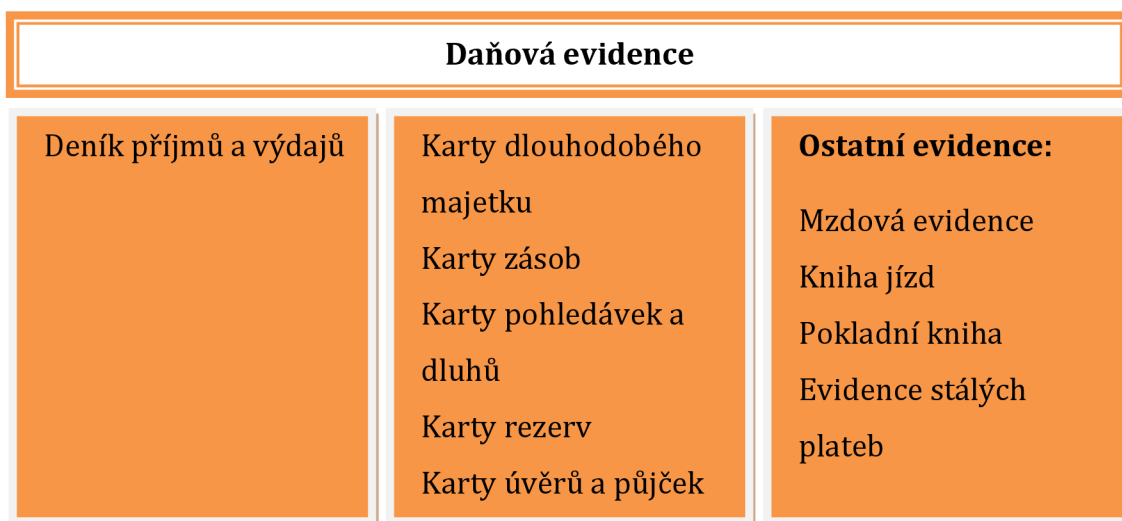 Daňová evidence
Deník příjmů a výdajů
Karty dlouhodobého
majetku
Karty zásob
Karty pohledávek a
dluhů
Karty rezerv
Karty úvěrů a půjček
Ostatní evidence:
Mzdová evidence
Kniha jízd
Pokladní kniha
Evidence stálých
plateb